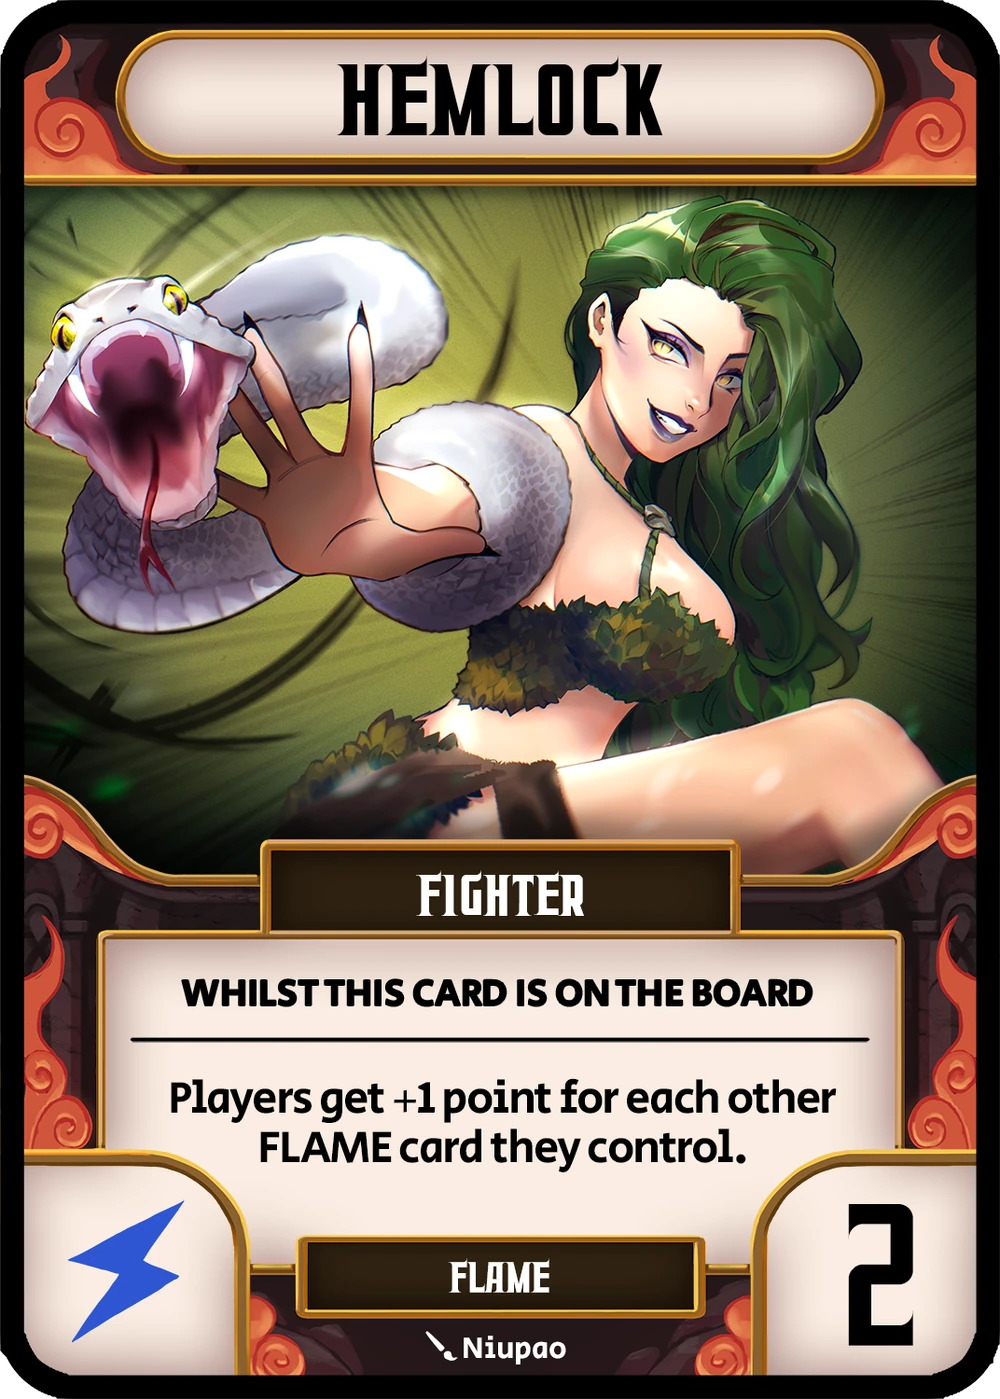 HEMLOCK
FIGHTER
WHILST THIS CARD IS ON THE BOARD
Players get +1 point for each other
FLAME card they control.
2
FLAME
Niupao